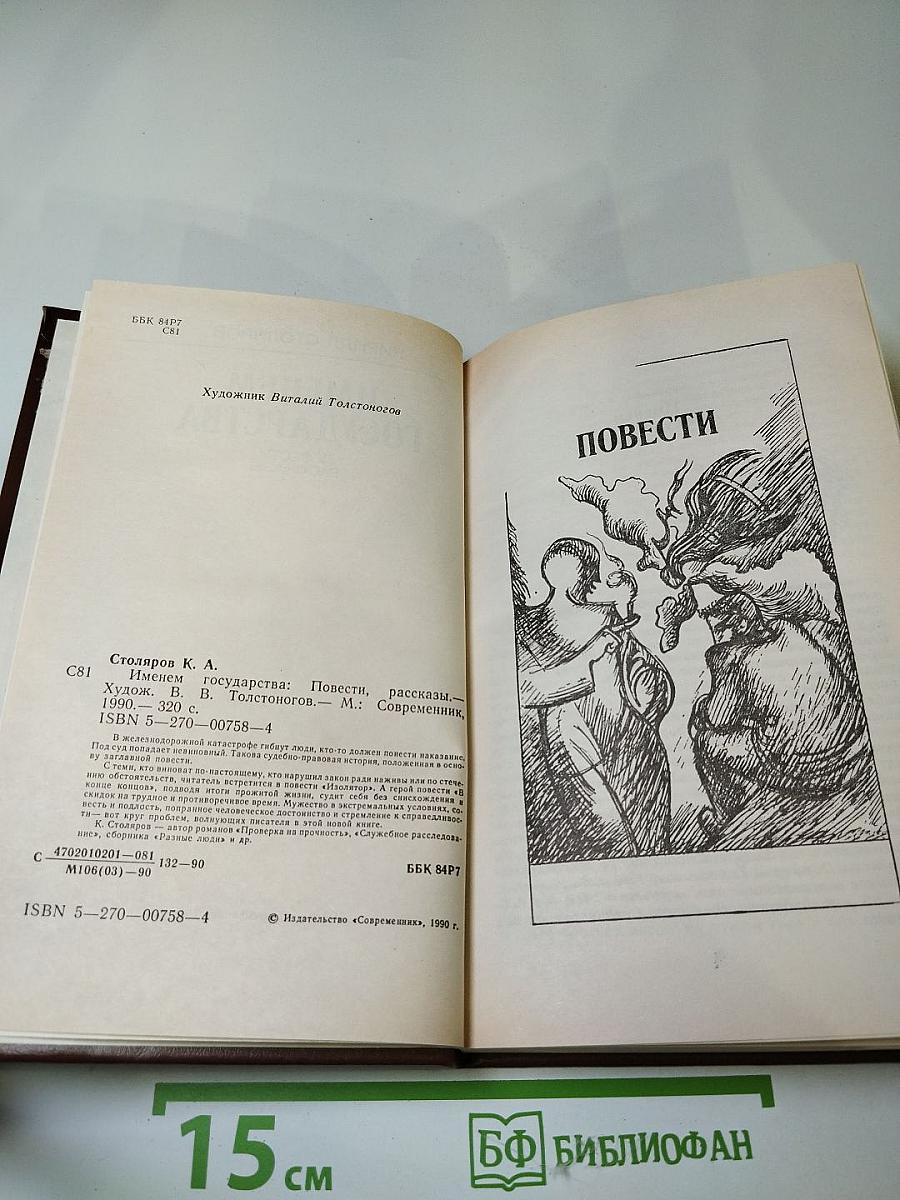 ББК 84Р7
С81
Художник Виталий Толстоногов
Столяров К. А.
С81 Именем государства: Повести, рассказы.—
Худож. В. В. Толстоногов.— М.: Современник,
1990.— 320 с.
ISBN 5—270—00758—4
В железнодорожной катастрофе гибнут люди, кто-то должен понести наказание.
Под суд попадает невиновный. Такова судебно-правовая история, положенная в осно-
ву заглавной повести.
С теми, кто виноват по-настоящему, кто нарушил закон ради наживы или по стече-
нию обстоятельств, читатель встретится в повести «Изолятор». А герой повести «В
конце концов», подводя итоги прожитой жизни, судит себя без снисхождения и
скидок на трудное и противоречивое время. Мужество в экстремальных условиях, со-
весть и подлость, попранное человеческое достоинство и стремление к справедливос-
ти— вот круг проблем, волнующих писателя в этой новой книге.
К. Столяров — автор романов «Проверка на прочность», «Служебное расследова-
ние», сборника «Разные люди» и др.
С 4702010201—081 132—90
М106(03)—90
ББК 84Р7
ISBN 5—270—00758—4
© Издательство «Современник», 1990 г.
ПОВЕСТИ
15 см
БФ БИБЛИОФАН